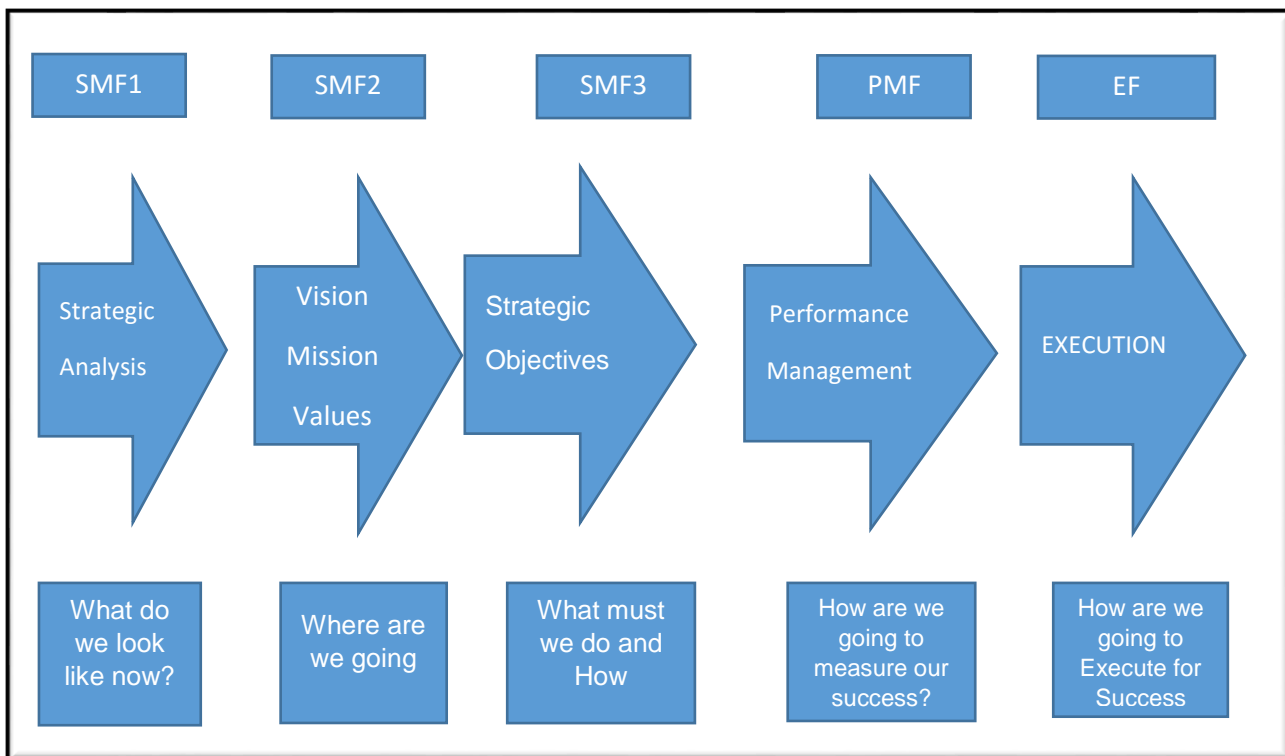 SMF1
SMF2
SMF3
PMF
EF
Strategic
Analysis
Vision
Mission
Values
Strategic
Objectives
Performance
Management
EXECUTION
What do
we look
like now?
Where are
we going
What must
we do and
How
How are we
going to
measure our
success?
How are we
going to
Execute for
Success